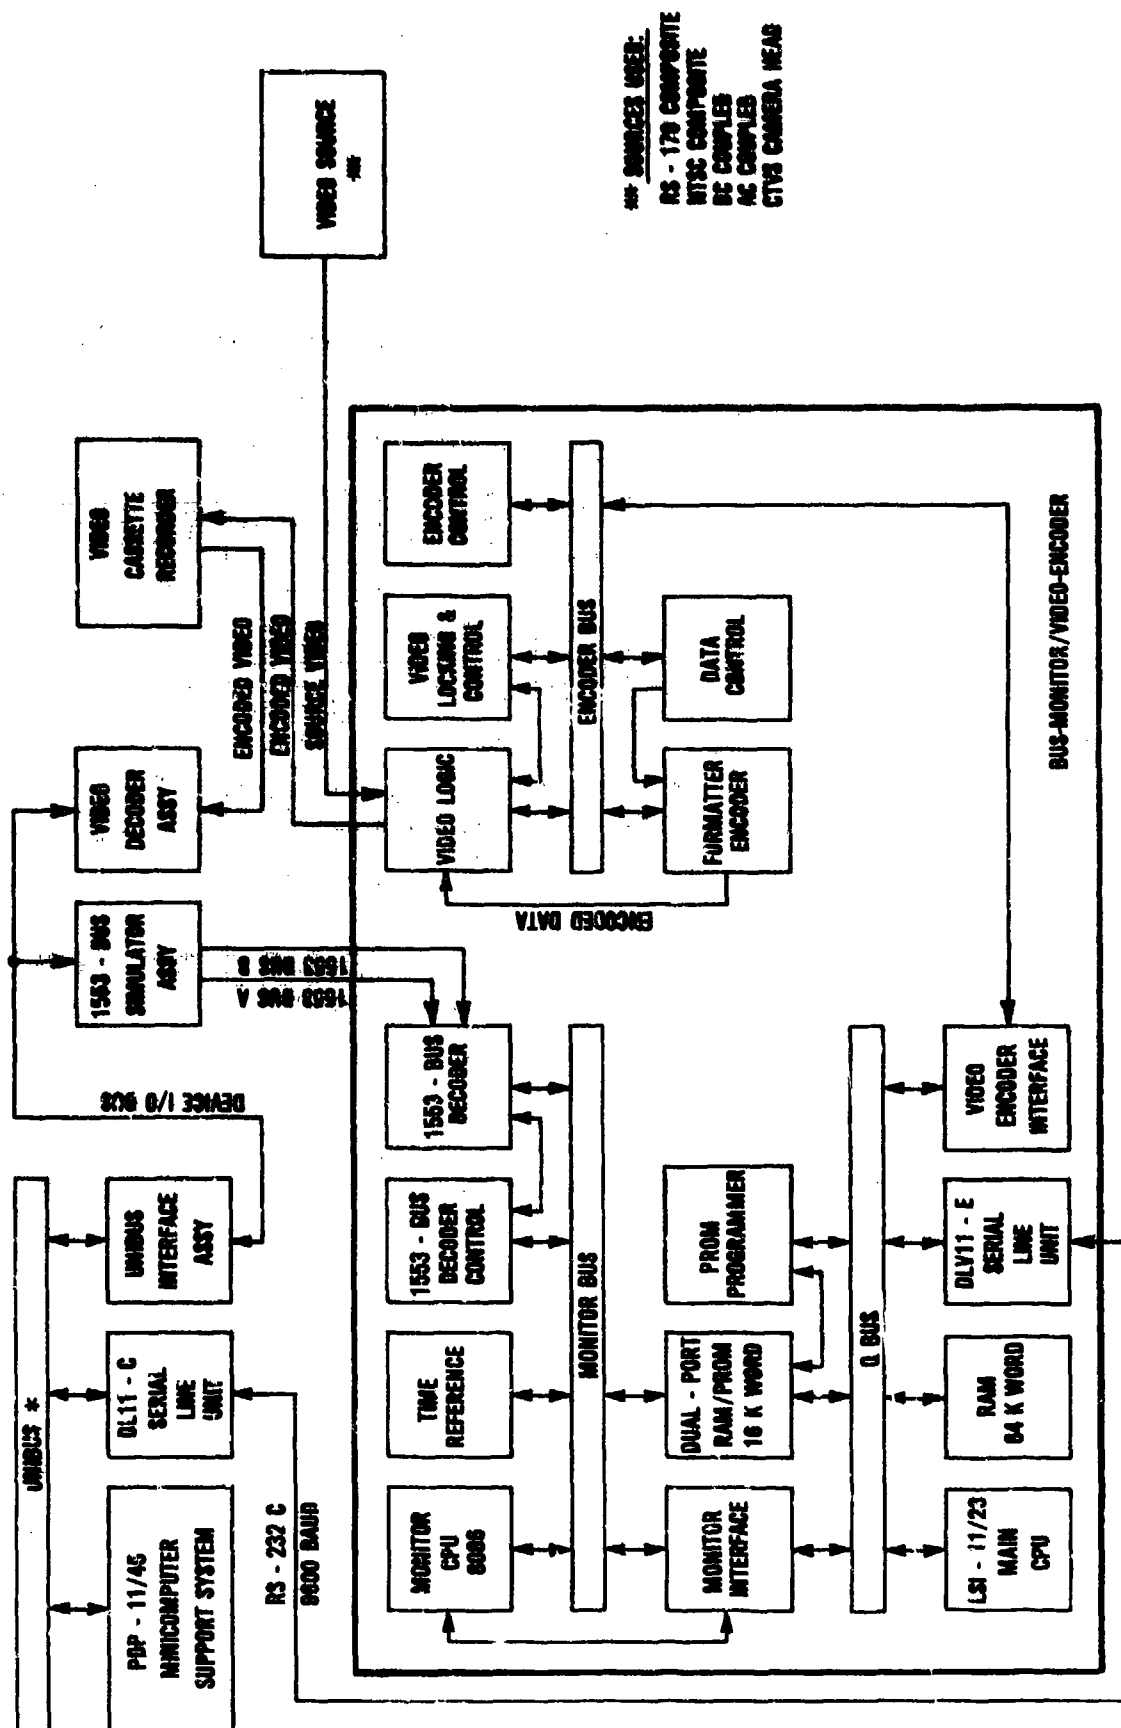 UNIBUS *
PDP - 11/45
MINICOMPUTER
SUPPORT SYSTEM
DL11 - C
SERIAL
LINE
UNIT
UNIBUS
INTERFACE
ASSY
DEVICE I/O BUS
1553 - BUS
SIMULATOR
ASSY
VIDEO
DECODER
ASSY
VIDEO
CASSETTE
RECORDER
VIDEO SOURCE
**
RS - 232 C
9600 BAUD
1553 BUS A
1553 BUS B
ENCODED VIDEO
ENCODED VIDEO
SOURCE VIDEO
MONITOR
CPU
8086
TIME
REFERENCE
1553 - BUS
DECODER
CONTROL
1553 - BUS
DECODER
VIDEO LOGIC
VIDEO
LOCKING &
CONTROL
ENCODER
CONTROL
MONITOR BUS
ENCODER BUS
MONITOR
INTERFACE
DUAL - PORT
RAM/PROM
16 K WORD
PROM
PROGRAMMER
ENCODED DATA
FORMATTER
ENCODER
DATA
CONTROL
Q BUS
LSI - 11/23
MAIN
CPU
RAM
64 K WORD
DLV11 - E
SERIAL
LINE
UNIT
VIDEO
ENCODER
INTERFACE
BUS-MONITOR/VIDEO-ENCODER
** SOURCES USED:
RS - 170 COMPOSITE
NTSC COMPOSITE
DC COUPLED
AC COUPLED
CTVS CAMERA HEAD